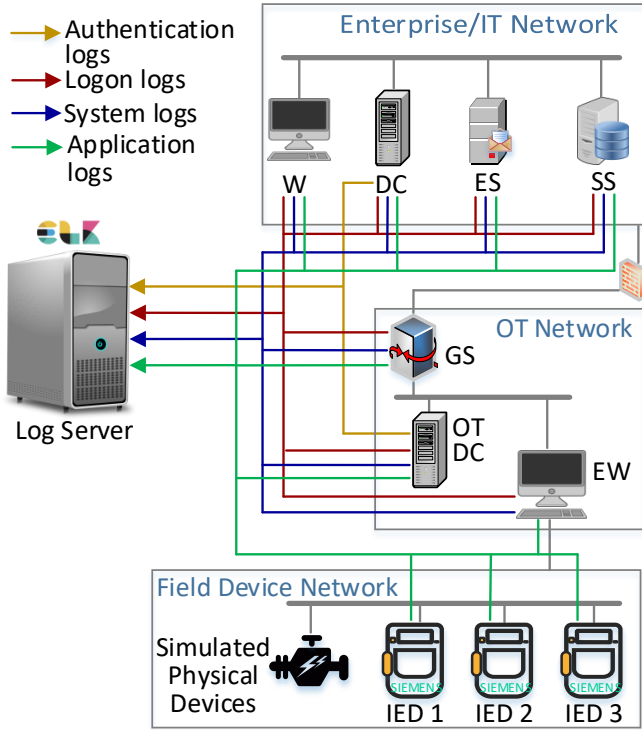 Authentication
logs
Logon logs
System logs
Application
logs
Enterprise/IT Network
W
DC
ES
SS
elk
Log Server
OT Network
GS
OT
DC
EW
Field Device Network
Simulated
Physical
Devices
SIEMENS
SIEMENS
SIEMENS
IED 1
IED 2
IED 3